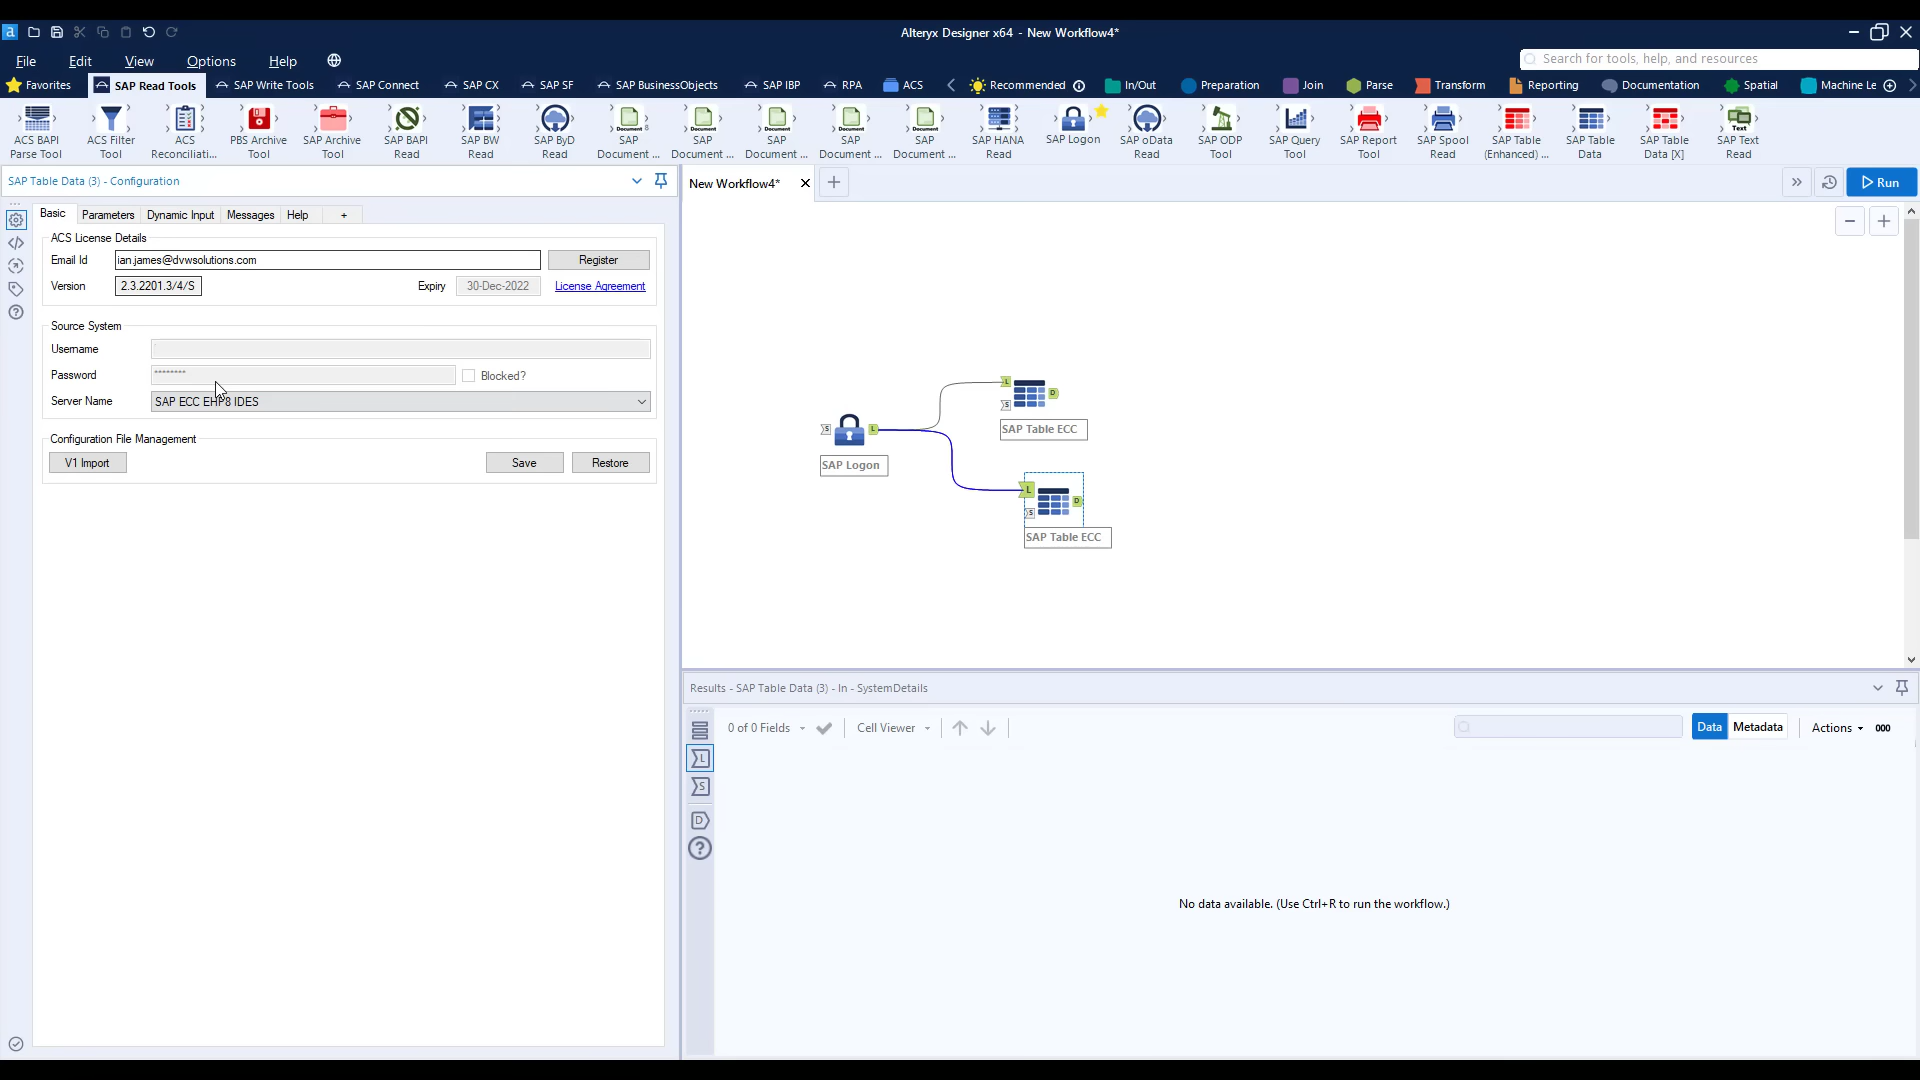 Alteryx Designer x64 - New Workflow4*
File Edit View Options Help
Search for tools, help, and resources
Favorites SAP Read Tools SAP Write Tools SAP Connect SAP CX SAP SF SAP BusinessObjects SAP IBP RPA ACS Recommended In/Out Preparation Join Parse Transform Reporting Documentation Spatial Machine Le
ACS BAPI Parse Tool
ACS Filter Tool
ACS Reconciliati...
PBS Archive Tool
SAP Archive Tool
SAP BAPI Read
SAP BW Read
SAP ByD Read
SAP Document ...
SAP Document ...
SAP Document ...
SAP Document ...
SAP Document ...
SAP HANA Read
SAP Logon
SAP oData Read
SAP ODP Tool
SAP Query Tool
SAP Report Tool
SAP Spool Read
SAP Table (Enhanced) ...
SAP Table Data
SAP Table Data [X]
SAP Text Read
SAP Table Data (3) - Configuration
New Workflow4*
Run
Basic Parameters Dynamic Input Messages Help +
ACS License Details
Email Id ian.james@dvwsolutions.com Register
Version 2.3.2201.3/4/S Expiry 30-Dec-2022 License Agreement
Source System
Username
Password ******** Blocked?
Server Name SAP ECC EHP8 IDES
Configuration File Management
V1 Import Save Restore
SAP Table ECC
SAP Logon
SAP Table ECC
Results - SAP Table Data (3) - In - SystemDetails
0 of 0 Fields Cell Viewer Data Metadata Actions 000
No data available. (Use Ctrl+R to run the workflow.)